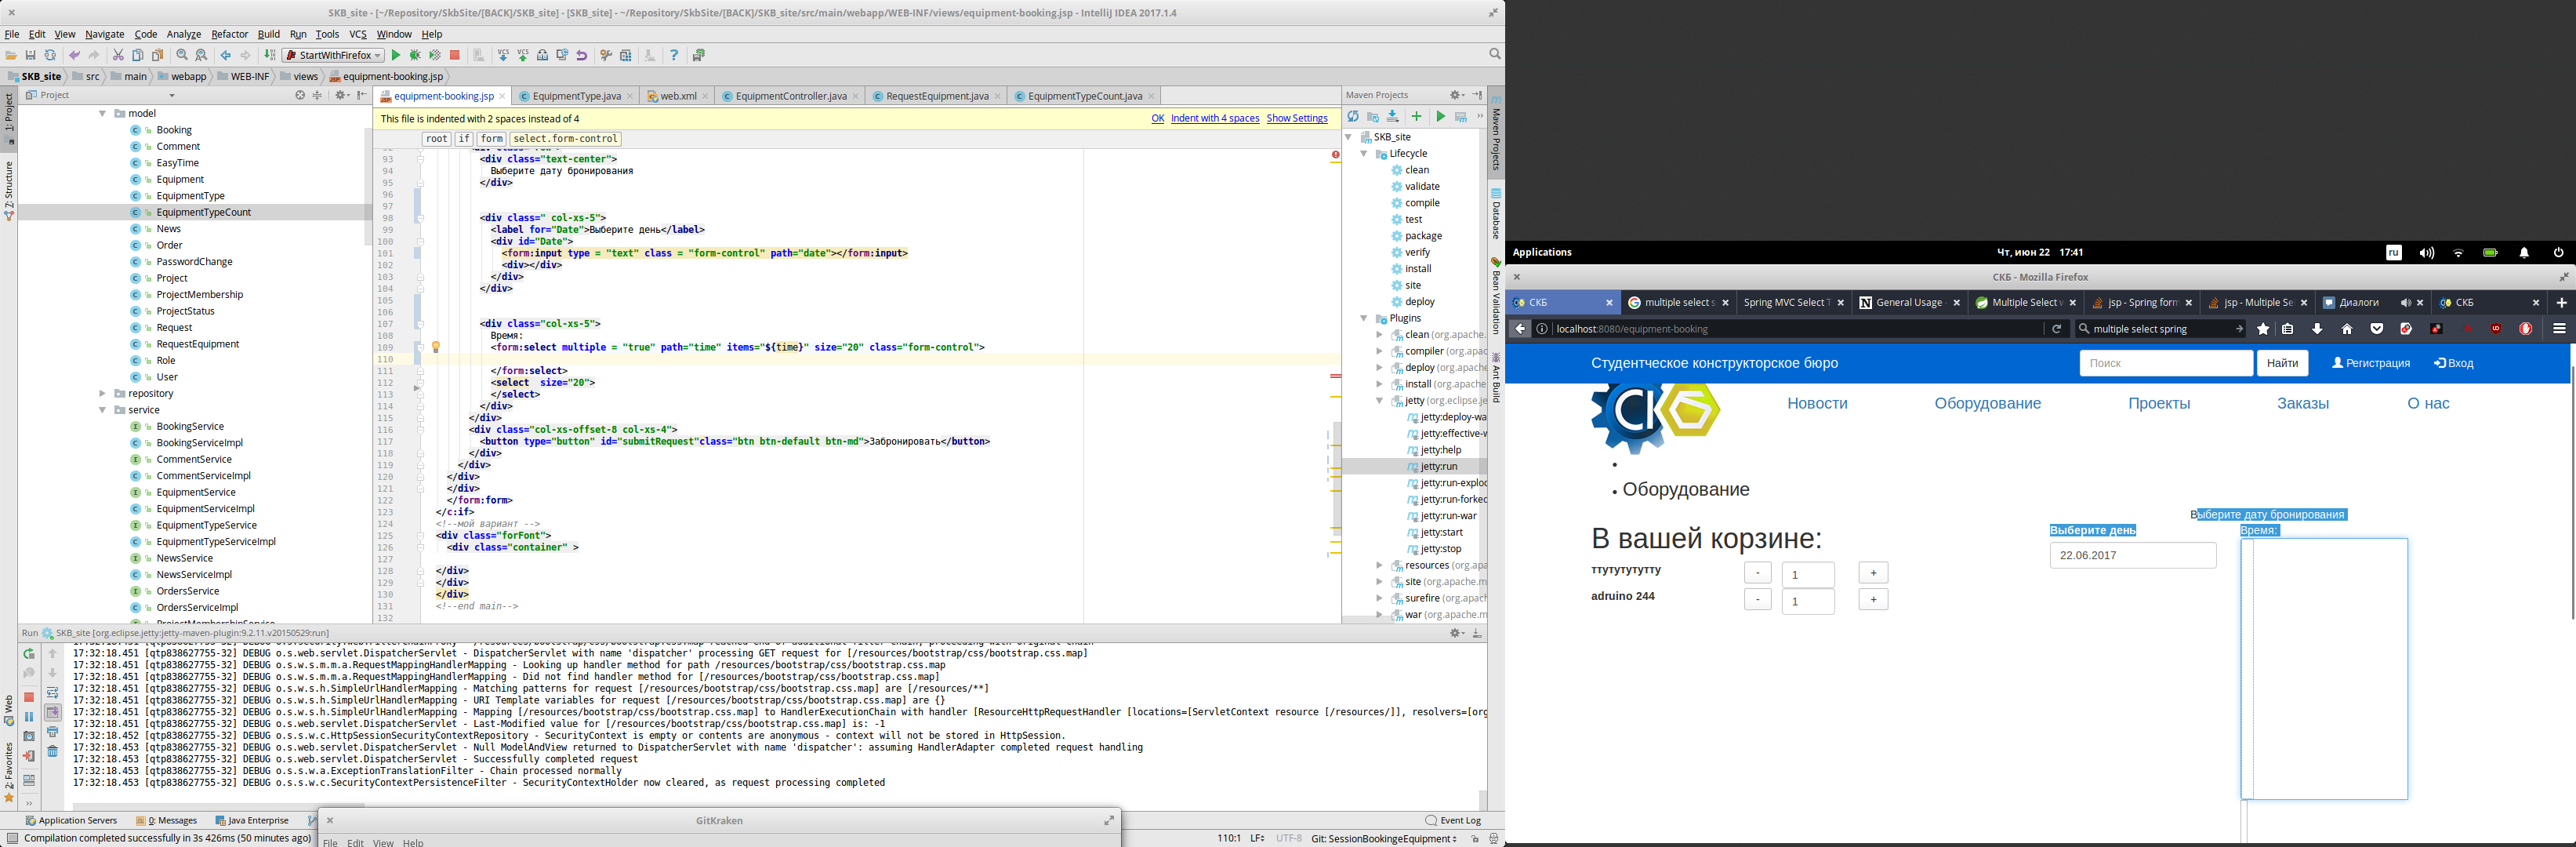 SKB_site - [~/Repository/SkbSite/[BACK]/SKB_site] - [SKB_site] - ~/Repository/SkbSite/[BACK]/SKB_site/src/main/webapp/WEB-INF/views/equipment-booking.jsp - IntelliJ IDEA 2017.1.4
File Edit View Navigate Code Analyze Refactor Build Run Tools VCS Window Help
StartWithFirefox
SKB_site src main webapp WEB-INF views equipment-booking.jsp
Project
equipment-booking.jsp EquipmentType.java web.xml EquipmentController.java RequestEquipment.java EquipmentTypeCount.java
This file is indented with 2 spaces instead of 4 OK Indent with 4 spaces Show Settings
root if form select.form-control
1: Project
7: Structure
Web
2: Favorites
model
Booking
Comment
EasyTime
Equipment
EquipmentType
EquipmentTypeCount
News
Order
PasswordChange
Project
ProjectMembership
ProjectStatus
Request
RequestEquipment
Role
User
repository
service
BookingService
BookingServiceImpl
CommentService
CommentServiceImpl
EquipmentService
EquipmentServiceImpl
EquipmentTypeService
EquipmentTypeServiceImpl
NewsService
NewsServiceImpl
OrdersService
OrdersServiceImpl
93 <div class="text-center">
94 Выберите дату бронирования
95 </div>
96
97
98 <div class=" col-xs-5">
99 <label for="Date">Выберите день</label>
100 <div id="Date">
101 <form:input type = "text" class = "form-control" path="date"></form:input>
102 <div></div>
103 </div>
104 </div>
105
106
107 <div class="col-xs-5">
108 Время:
109 <form:select multiple = "true" path="time" items="${time}" size="20" class="form-control">
110
111 </form:select>
112 <select size="20">
113 </select>
114 </div>
115 </div>
116 <div class="col-xs-offset-8 col-xs-4">
117 <button type="button" id="submitRequest"class="btn btn-default btn-md">Забронировать</button>
118 </div>
119 </div>
120 </div>
121 </div>
122 </form:form>
123 </c:if>
124 <!--мой вариант -->
125 <div class="forFont">
126 <div class="container" >
127
128 </div>
129 </div>
130 </div>
131 <!--end main-->
132
Maven Projects
SKB_site
Lifecycle
clean
validate
compile
test
package
verify
install
site
deploy
Plugins
clean (org.apache.
compiler (org.apac
deploy (org.apach
install (org.apache
jetty (org.eclipse.je
jetty:deploy-wa
jetty:effective-w
jetty:help
jetty:run
jetty:run-explod
jetty:run-forked
jetty:run-war
jetty:start
jetty:stop
resources (org.apa
site (org.apache.m
surefire (org.apach
war (org.apache.m
Maven Projects
Database
Bean Validation
Ant Build
Run SKB_site [org.eclipse.jetty:jetty-maven-plugin:9.2.11.v20150529:run]
17:32:18.451 [qtp838627755-32] DEBUG o.s.web.servlet.DispatcherServlet - DispatcherServlet with name 'dispatcher' processing GET request for [/resources/bootstrap/css/bootstrap.css.map]
17:32:18.451 [qtp838627755-32] DEBUG o.s.w.s.m.m.a.RequestMappingHandlerMapping - Looking up handler method for path /resources/bootstrap/css/bootstrap.css.map
17:32:18.451 [qtp838627755-32] DEBUG o.s.w.s.m.m.a.RequestMappingHandlerMapping - Did not find handler method for [/resources/bootstrap/css/bootstrap.css.map]
17:32:18.451 [qtp838627755-32] DEBUG o.s.w.s.h.SimpleUrlHandlerMapping - Matching patterns for request [/resources/bootstrap/css/bootstrap.css.map] are [/resources/**]
17:32:18.451 [qtp838627755-32] DEBUG o.s.w.s.h.SimpleUrlHandlerMapping - URI Template variables for request [/resources/bootstrap/css/bootstrap.css.map] are {}
17:32:18.451 [qtp838627755-32] DEBUG o.s.w.s.h.SimpleUrlHandlerMapping - Mapping [/resources/bootstrap/css/bootstrap.css.map] to HandlerExecutionChain with handler [ResourceHttpRequestHandler [locations=[ServletContext resource [/resources/]], resolvers=[org
17:32:18.451 [qtp838627755-32] DEBUG o.s.web.servlet.DispatcherServlet - Last-Modified value for [/resources/bootstrap/css/bootstrap.css.map] is: -1
17:32:18.452 [qtp838627755-32] DEBUG o.s.s.w.c.HttpSessionSecurityContextRepository - SecurityContext is empty or contents are anonymous - context will not be stored in HttpSession.
17:32:18.453 [qtp838627755-32] DEBUG o.s.web.servlet.DispatcherServlet - Null ModelAndView returned to DispatcherServlet with name 'dispatcher': assuming HandlerAdapter completed request handling
17:32:18.453 [qtp838627755-32] DEBUG o.s.web.servlet.DispatcherServlet - Successfully completed request
17:32:18.453 [qtp838627755-32] DEBUG o.s.s.w.a.ExceptionTranslationFilter - Chain processed normally
17:32:18.453 [qtp838627755-32] DEBUG o.s.s.w.c.SecurityContextPersistenceFilter - SecurityContextHolder now cleared, as request processing completed
Application Servers 0: Messages Java Enterprise Event Log
Compilation completed successfully in 3s 426ms (50 minutes ago) 110:1 LF UTF-8 Git: SessionBookingeEquipment
GitKraken
File Edit View Help
Applications Чт, июн 22 17:41 ru
СКБ - Mozilla Firefox
СКБ multiple select s Spring MVC Select T General Usage Multiple Select w jsp - Spring form jsp - Multiple Se Диалоги СКБ
localhost:8080/equipment-booking multiple select spring
Студентческое конструкторское бюро Поиск Найти Регистрация Вход
СКБ
Новости Оборудование Проекты Заказы О нас
Оборудование
Выберите дату бронирования
Выберите день Время:
22.06.2017
В вашей корзине:
ттутутутутту - 1 +
adruino 244 - 1 +